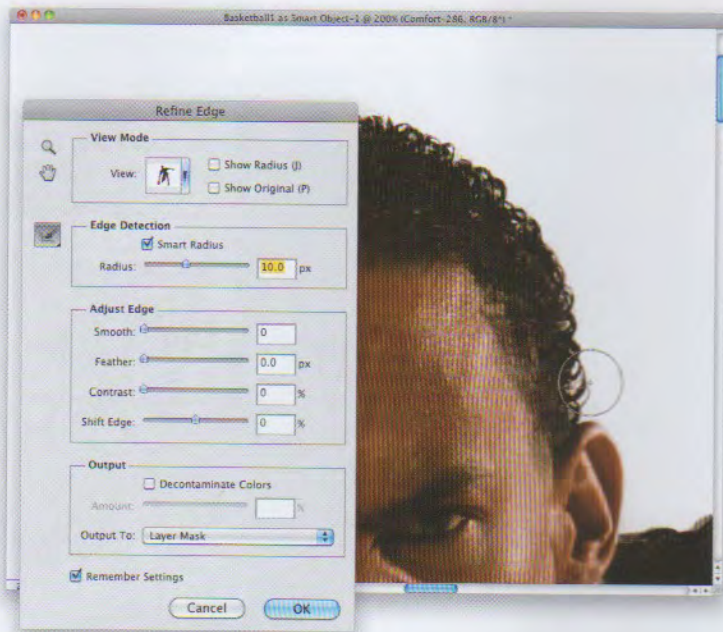 Basketball1 as Smart Object-1 @ 200% (Comfort-286, RGB/8*) *
Refine Edge
View Mode
View:
Show Radius (J)
Show Original (P)
Edge Detection
Smart Radius
Radius: 10.0 px
Adjust Edge
Smooth: 0
Feather: 0.0 px
Contrast: 0 %
Shift Edge: 0 %
Output
Decontaminate Colors
Amount: %
Output To: Layer Mask
Remember Settings
Cancel OK